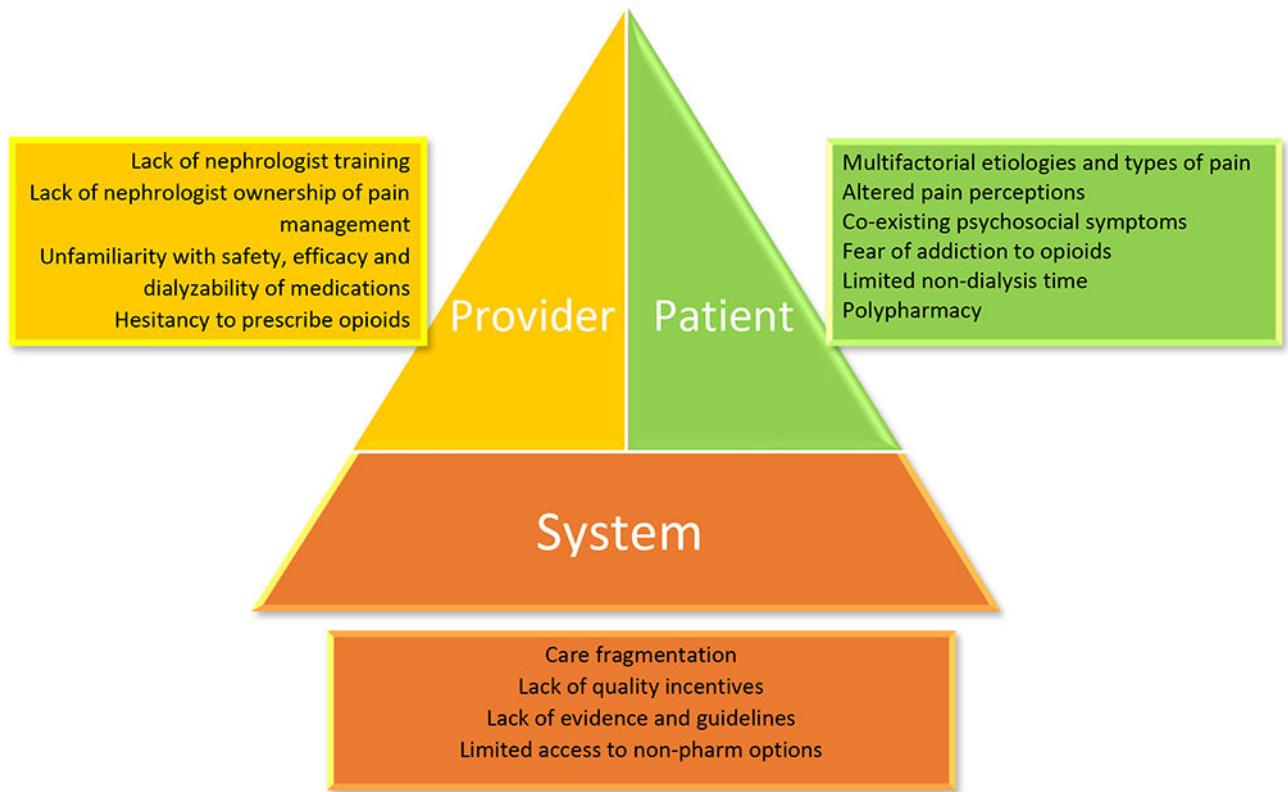 Lack of nephrologist training
Lack of nephrologist ownership of pain
management
Unfamiliarity with safety, efficacy and
dialyzability of medications
Hesitancy to prescribe opioids
Provider
Patient
Multifactorial etiologies and types of pain
Altered pain perceptions
Co-existing psychosocial symptoms
Fear of addiction to opioids
Limited non-dialysis time
Polypharmacy
System
Care fragmentation
Lack of quality incentives
Lack of evidence and guidelines
Limited access to non-pharm options